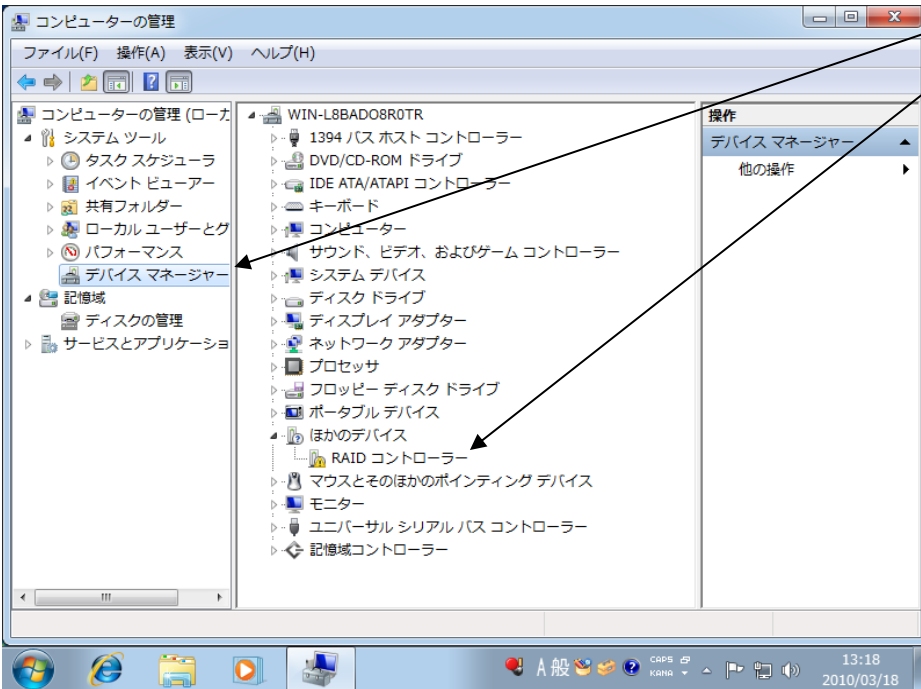 コンピューターの管理
ファイル(F) 操作(A) 表示(V) ヘルプ(H)
コンピューターの管理 (ローカ
システム ツール
タスク スケジューラ
イベント ビューアー
共有フォルダー
ローカル ユーザーとグ
パフォーマンス
デバイス マネージャー
記憶域
ディスクの管理
サービスとアプリケーショ
WIN-L8BADO8R0TR
1394 バス ホスト コントローラー
DVD/CD-ROM ドライブ
IDE ATA/ATAPI コントローラー
キーボード
コンピューター
サウンド、ビデオ、およびゲーム コントローラー
システム デバイス
ディスク ドライブ
ディスプレイ アダプター
ネットワーク アダプター
プロセッサ
フロッピー ディスク ドライブ
ポータブル デバイス
ほかのデバイス
RAID コントローラー
マウスとそのほかのポインティング デバイス
モニター
ユニバーサル シリアル バス コントローラー
記憶域コントローラー
操作
デバイス マネージャー
他の操作
A 般 CAPS KANA
13:18
2010/03/18